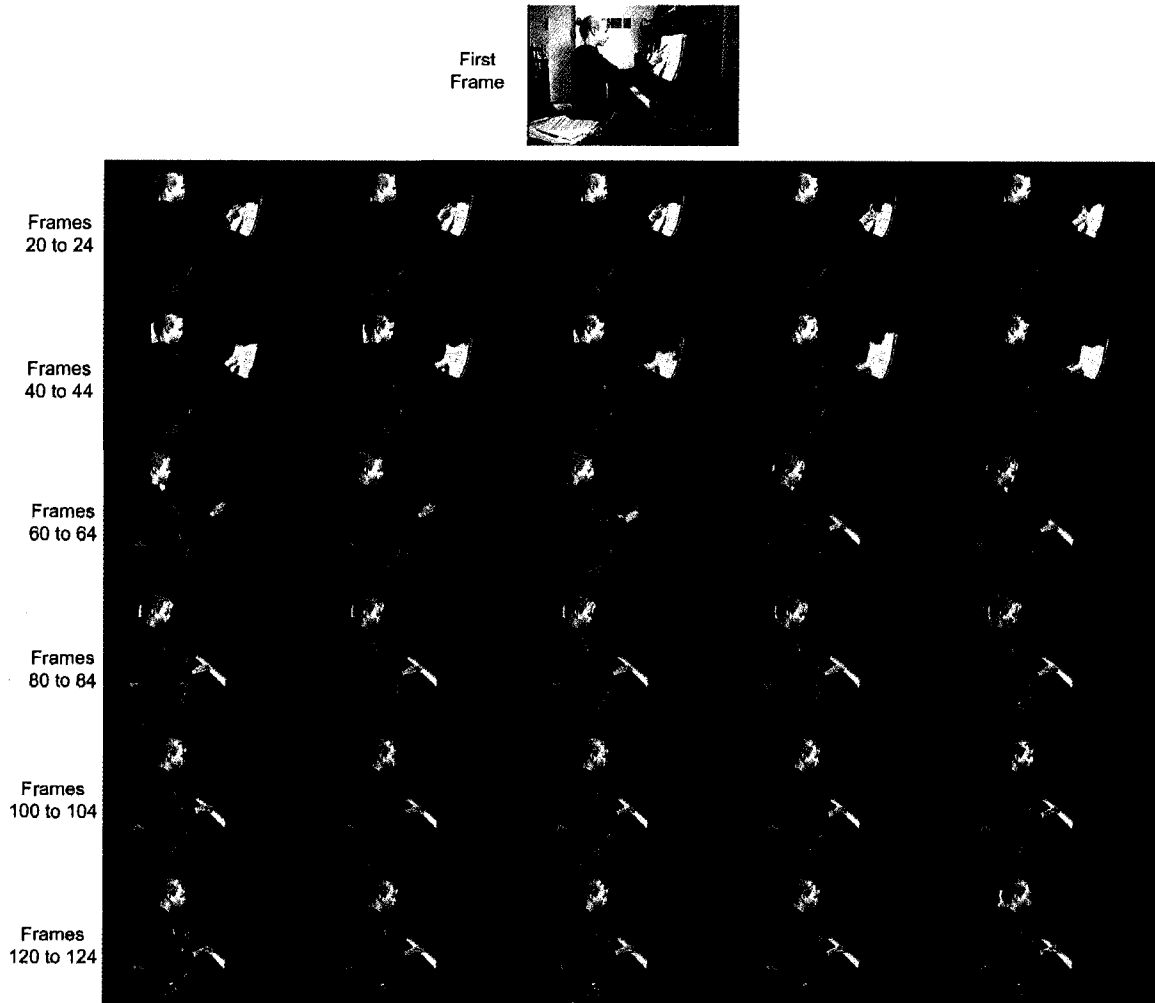 First
Frame
Frames
20 to 24
Frames
40 to 44
Frames
60 to 64
Frames
80 to 84
Frames
100 to 104
Frames
120 to 124